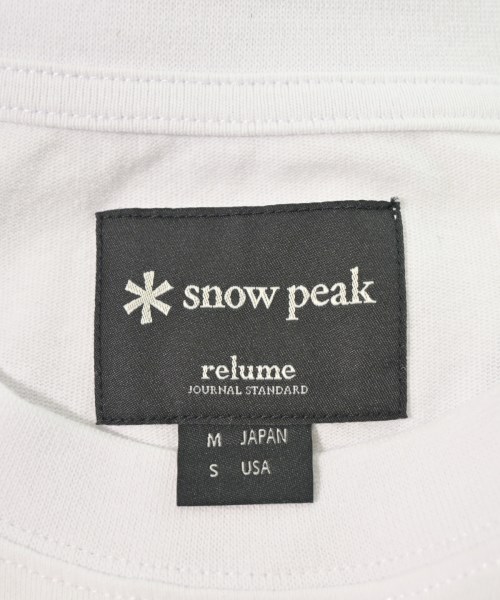 snow peak
relume
JOURNAL STANDARD
M JAPAN
S USA